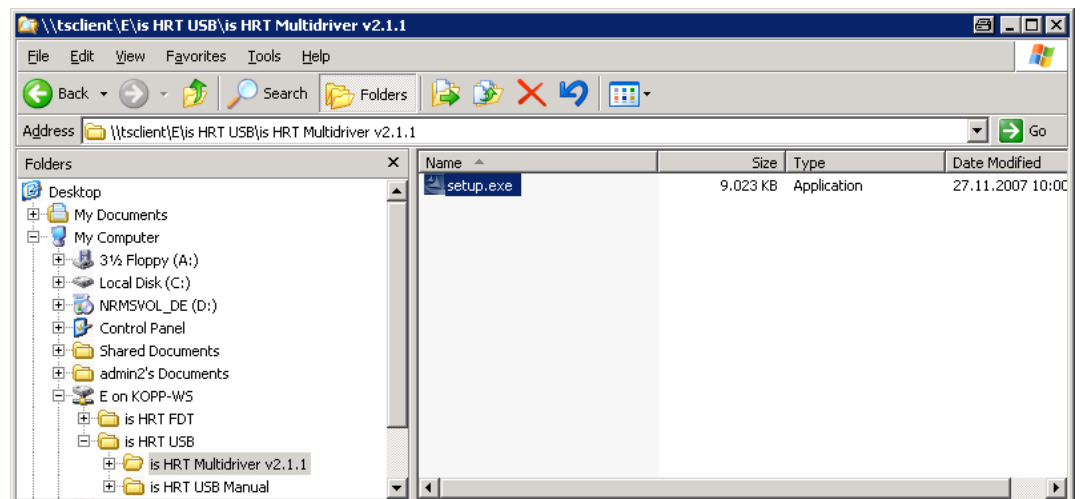 \\tsclient\E\is HRT USB\is HRT Multidriver v2.1.1
File Edit View Favorites Tools Help
Back Search Folders
Address \\tsclient\E\is HRT USB\is HRT Multidriver v2.1.1 Go
Folders x Name Size Type Date Modified
setup.exe 9.023 KB Application 27.11.2007 10:00
Desktop
My Documents
My Computer
3½ Floppy (A:)
Local Disk (C:)
NRMSVOL_DE (D:)
Control Panel
Shared Documents
admin2's Documents
E on KOPP-WS
is HRT FDT
is HRT USB
is HRT Multidriver v2.1.1
is HRT USB Manual